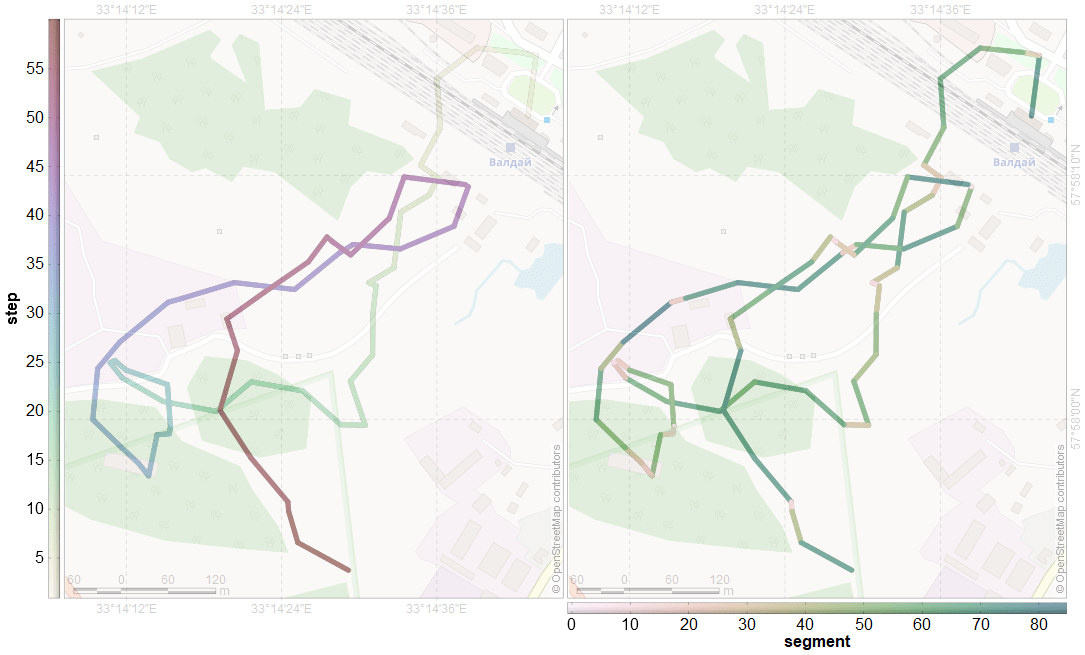 33°14'12"E 33°14'24"E 33°14'36"E 33°14'12"E 33°14'24"E 33°14'36"E
55
50
45
40
35
30
25
20
15
10
5
step
Валдай
60 0 60 120 m
© OpenStreetMap contributors
33°14'12"E 33°14'24"E 33°14'36"E
Валдай
57°58'10"N
57°58'00"N
60 0 60 120 m
© OpenStreetMap contributors
0 10 20 30 40 50 60 70 80
segment